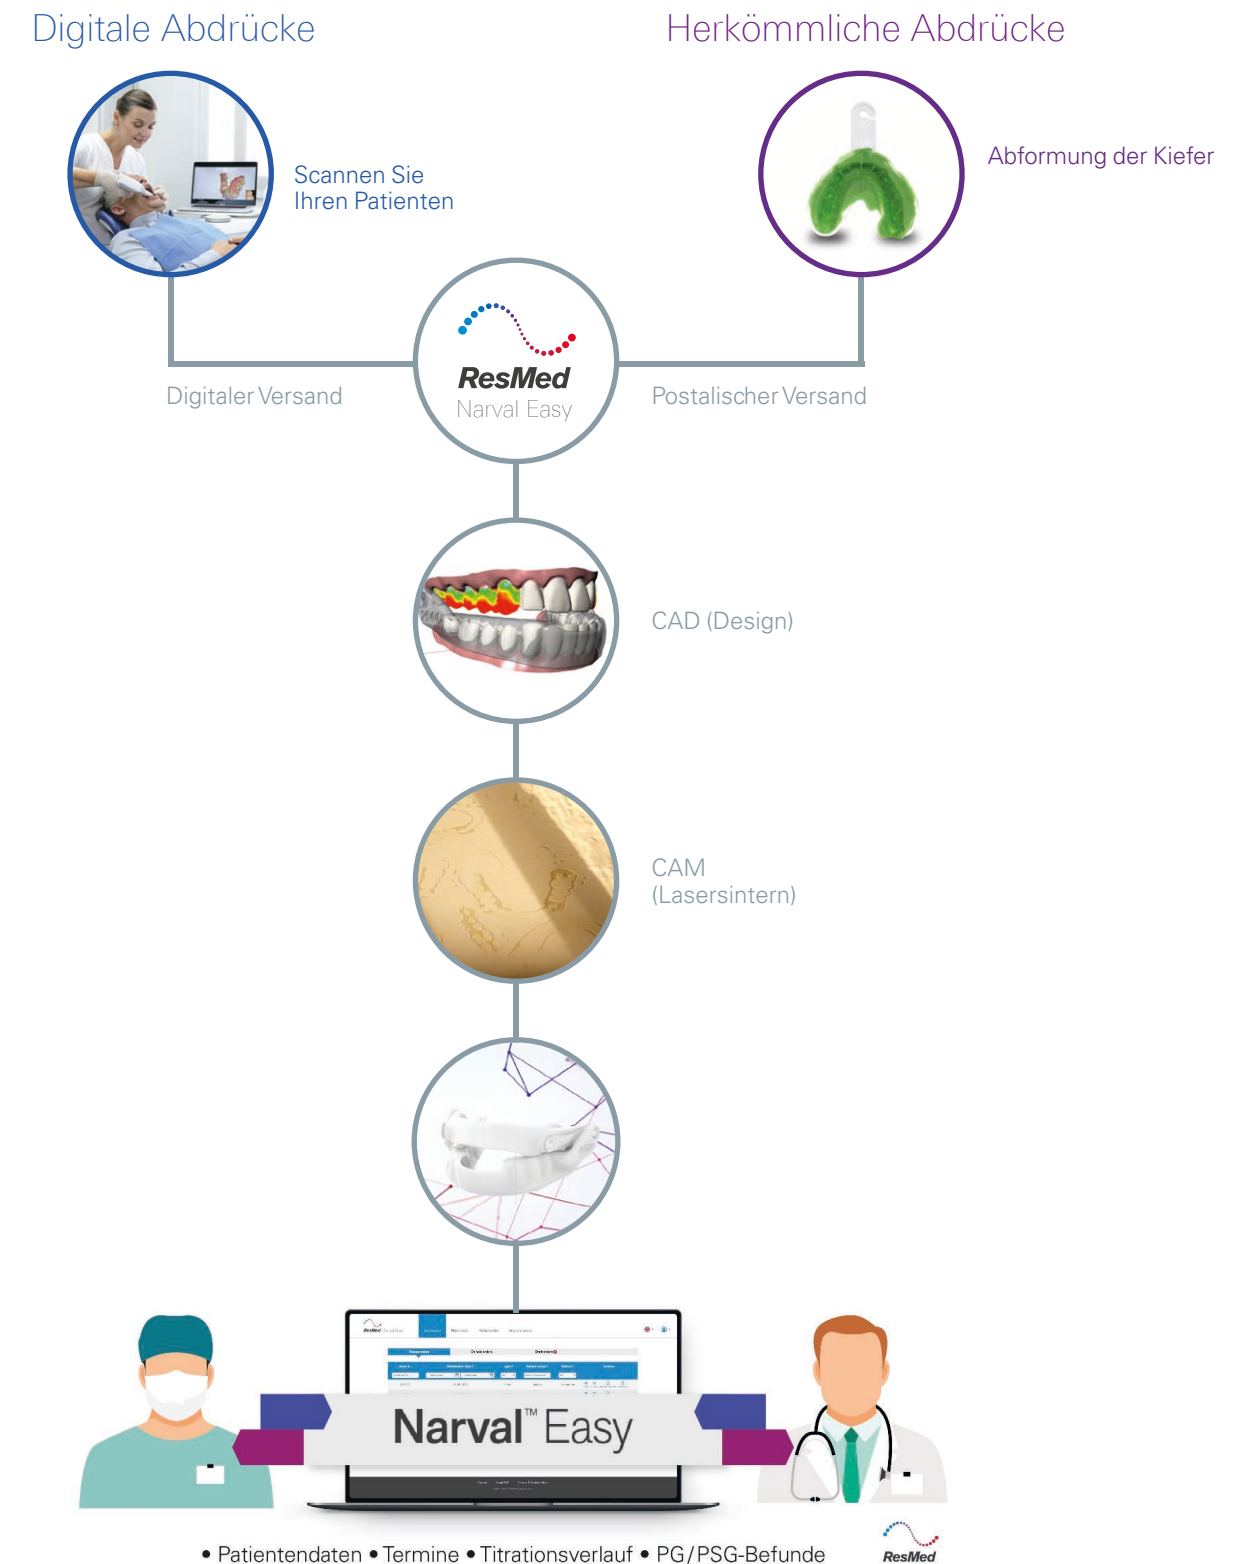 Digitale Abdrücke
Herkömmliche Abdrücke
Scannen Sie
Ihren Patienten
Abformung der Kiefer
ResMed
Narval Easy
Digitaler Versand
Postalischer Versand
CAD (Design)
CAM
(Lasersintern)
ResMed
Narval™ Easy
• Patientendaten • Termine • Titrationsverlauf • PG/PSG-Befunde
ResMed